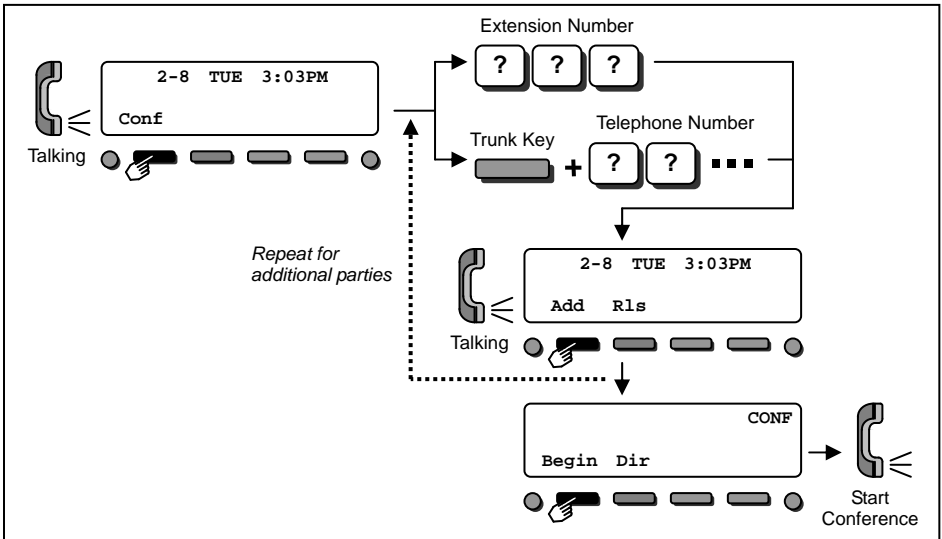 Extension Number
? ? ?
2-8 TUE 3:03PM
Conf
Talking
Trunk Key
+
Telephone Number
? ?
Repeat for
additional parties
2-8 TUE 3:03PM
Add Rls
Talking
CONF
Begin Dir
Start
Conference